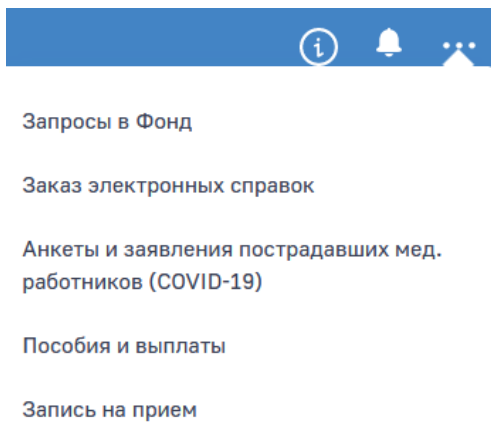 Запросы в Фонд
Заказ электронных справок
Анкеты и заявления пострадавших мед.
работников (COVID-19)
Пособия и выплаты
Запись на прием